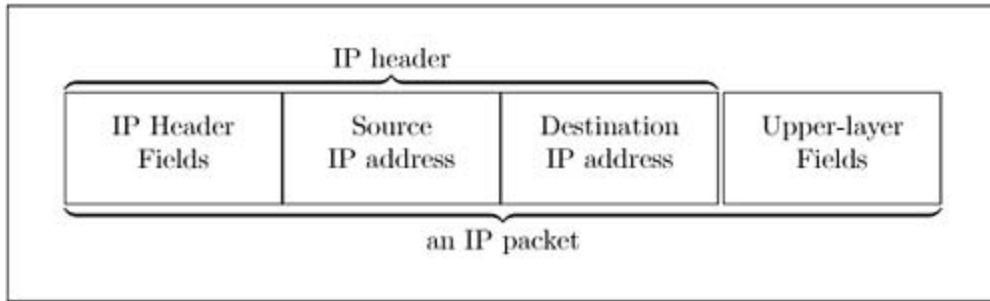 IP header
IP Header
Fields
Source
IP address
Destination
IP address
Upper-layer
Fields
an IP packet